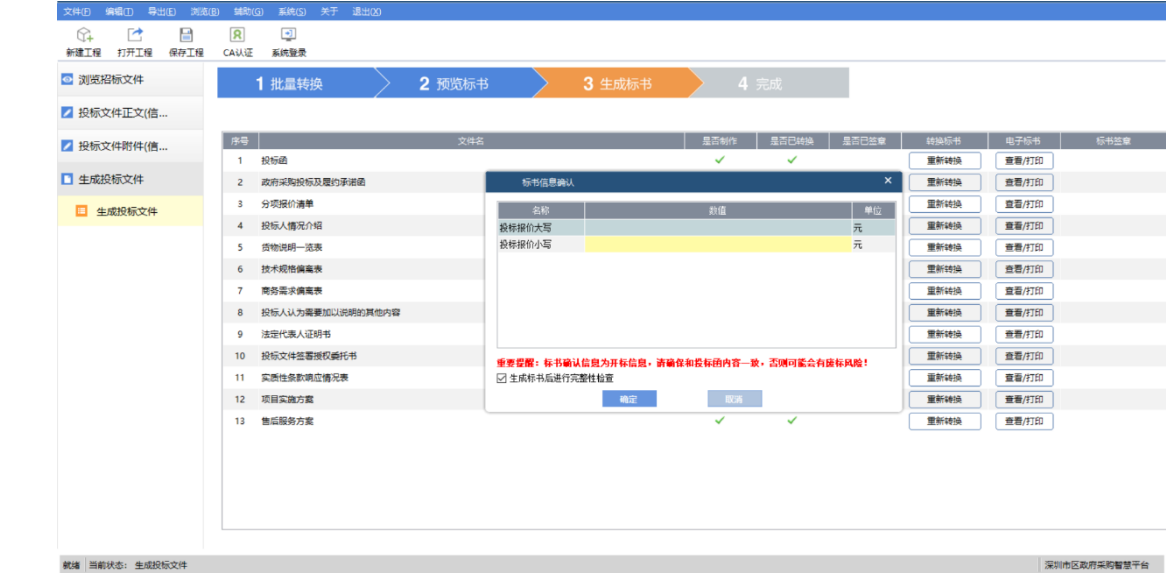 文件(F) 编辑(I) 导出(E) 浏览(B) 辅助(G) 系统(S) 关于 退出(X)
新建工程 打开工程 保存工程 CA认证 系统登录
浏览招标文件
投标文件正文(信...
投标文件附件(信...
生成投标文件
生成投标文件
1 批量转换 2 预览标书 3 生成标书 4 完成
序号 文件名 是否制作 是否已转换 是否已签章 转换标书 电子标书 标书签章
1 投标函 重新转换 查看/打印
2 政府采购投标及履约承诺函 重新转换 查看/打印
3 分项报价清单 重新转换 查看/打印
4 投标人情况介绍 重新转换 查看/打印
5 货物说明一览表 重新转换 查看/打印
6 技术规格偏离表 重新转换 查看/打印
7 商务需求偏离表 重新转换 查看/打印
8 投标人认为需要加以说明的其他内容 重新转换 查看/打印
9 法定代表人证明书 重新转换 查看/打印
10 投标文件签署授权委托书 重新转换 查看/打印
11 实质性条款响应情况表 重新转换 查看/打印
12 项目实施方案 重新转换 查看/打印
13 售后服务方案 重新转换 查看/打印
标书信息确认
名称 数值 单位
投标报价大写 元
投标报价小写 元
重要提醒：标书确认信息为开标信息，请确保和投标函内容一致，否则可能会有废标风险！
生成标书后进行完整性检查
确定 取消
就绪 当前状态： 生成投标文件 深圳市区政府采购智慧平台